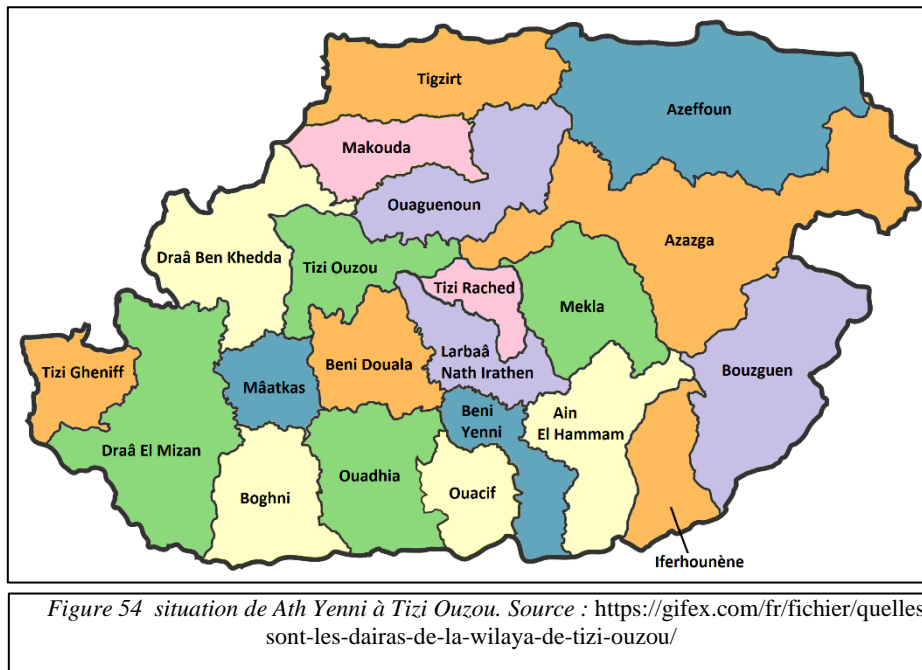 Tigzirt
Azeffoun
Makouda
Ouaguenoun
Azazga
Draâ Ben Khedda
Tizi Ouzou
Tizi Rached
Mekla
Larbaâ
Nath Irathen
Beni Douala
Bouzguen
Tizi Gheniff
Mâatkas
Beni
Yenni
Ain
El Hammam
Draâ El Mizan
Boghni
Ouadhia
Ouacif
Iferhounène
Figure 54 situation de Ath Yenni à Tizi Ouzou. Source : https://gifex.com/fr/fichier/quelles
sont-les-dairas-de-la-wilaya-de-tizi-ouzou/